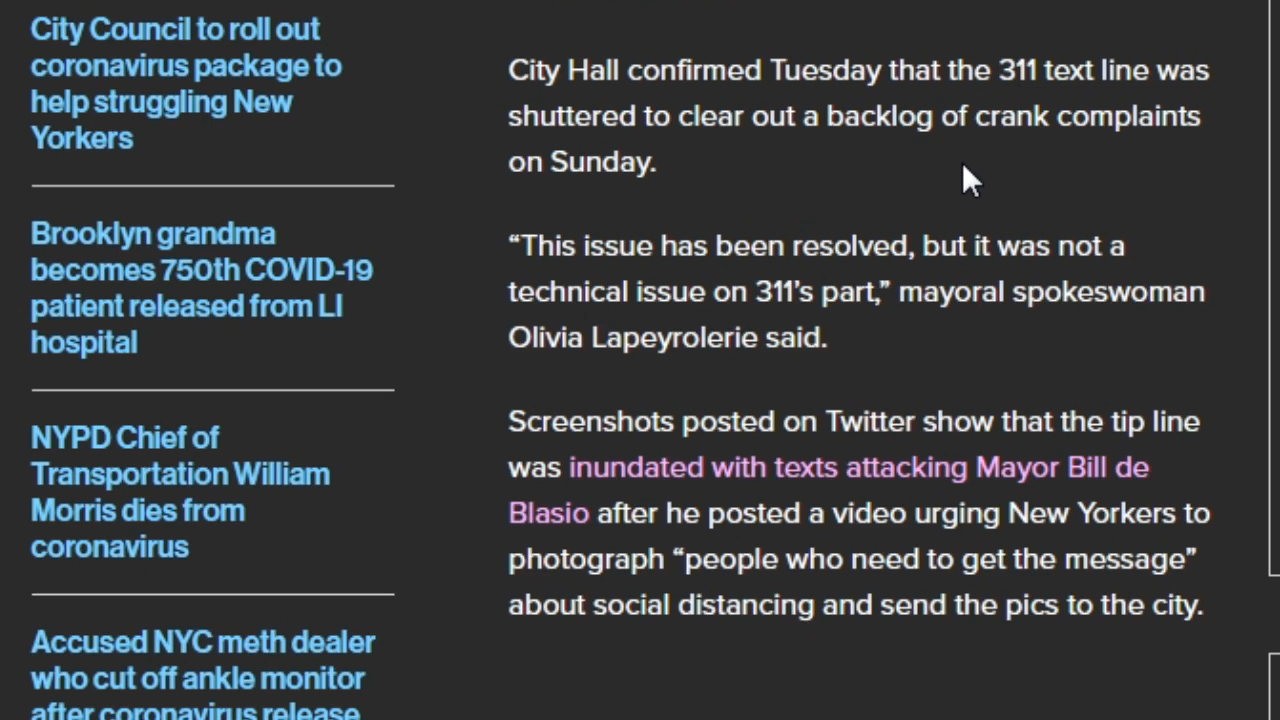 City Council to roll out
coronavirus package to
help struggling New
Yorkers
Brooklyn grandma
becomes 750th COVID-19
patient released from LI
hospital
NYPD Chief of
Transportation William
Morris dies from
coronavirus
Accused NYC meth dealer
who cut off ankle monitor
after coronavirus release
City Hall confirmed Tuesday that the 311 text line was
shuttered to clear out a backlog of crank complaints
on Sunday.
“This issue has been resolved, but it was not a
technical issue on 311’s part,” mayoral spokeswoman
Olivia Lapeyrolerie said.
Screenshots posted on Twitter show that the tip line
was inundated with texts attacking Mayor Bill de
Blasio after he posted a video urging New Yorkers to
photograph “people who need to get the message”
about social distancing and send the pics to the city.